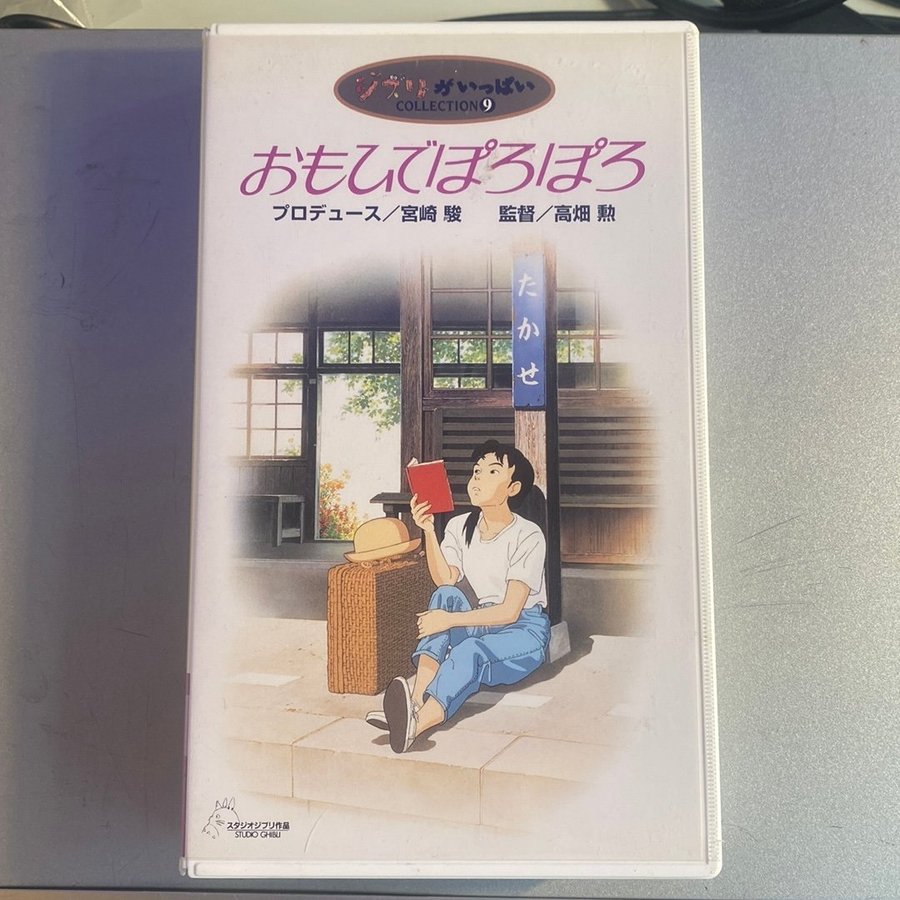 ジブリがいっぱい
COLLECTION 9
おもひでぽろぽろ
プロデュース／宮崎 駿 監督／高畑 勲
たかせ
スタジオジブリ作品
STUDIO GHIBLI